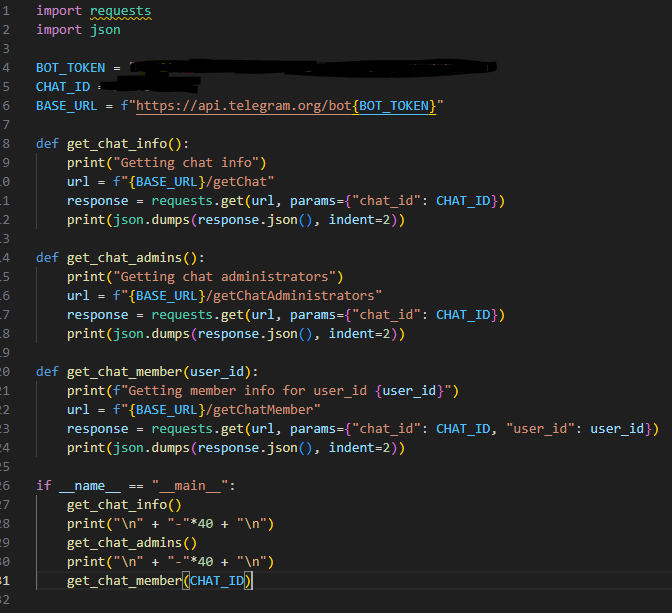 1 import requests
2 import json
3
4 BOT_TOKEN =
5 CHAT_ID =
6 BASE_URL = f"https://api.telegram.org/bot{BOT_TOKEN}"
7
8 def get_chat_info():
9     print("Getting chat info")
10     url = f"{BASE_URL}/getChat"
11     response = requests.get(url, params={"chat_id": CHAT_ID})
12     print(json.dumps(response.json(), indent=2))
13
14 def get_chat_admins():
15     print("Getting chat administrators")
16     url = f"{BASE_URL}/getChatAdministrators"
17     response = requests.get(url, params={"chat_id": CHAT_ID})
18     print(json.dumps(response.json(), indent=2))
19
20 def get_chat_member(user_id):
21     print(f"Getting member info for user_id {user_id}")
22     url = f"{BASE_URL}/getChatMember"
23     response = requests.get(url, params={"chat_id": CHAT_ID, "user_id": user_id})
24     print(json.dumps(response.json(), indent=2))
25
26 if __name__ == "__main__":
27     get_chat_info()
28     print("\n" + "-"*40 + "\n")
29     get_chat_admins()
30     print("\n" + "-"*40 + "\n")
31     get_chat_member(CHAT_ID)
32